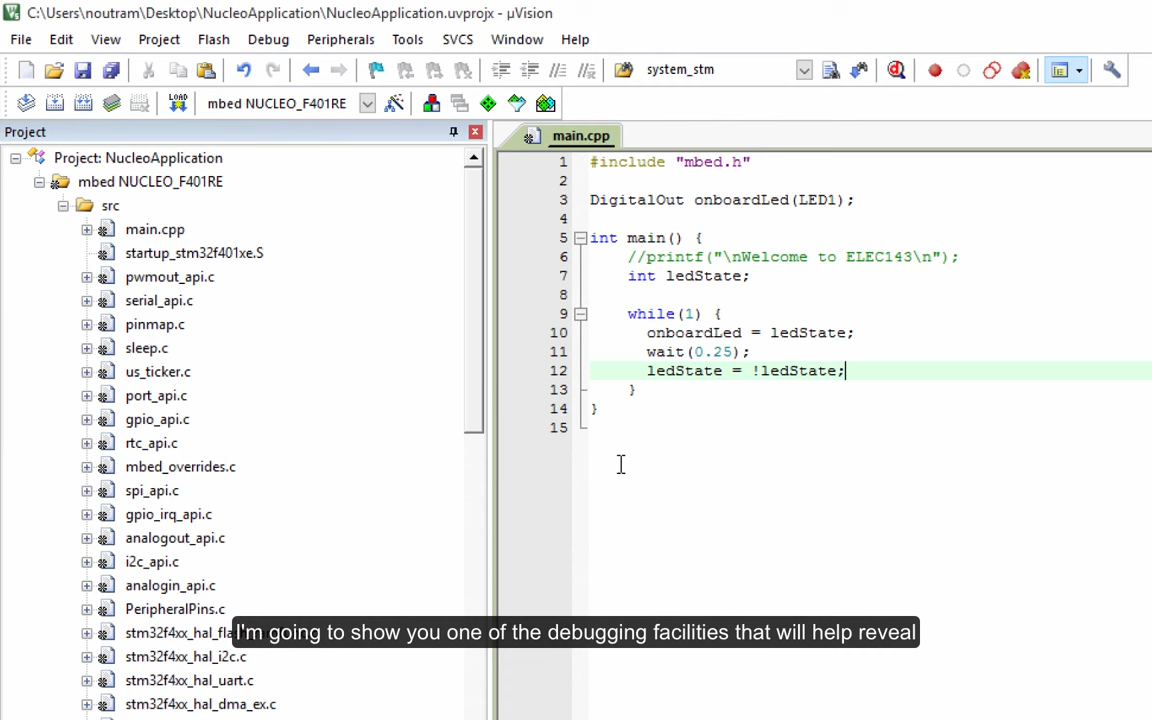 C:\Users\noutram\Desktop\NucleoApplication\NucleoApplication.uvprojx - µVision
File Edit View Project Flash Debug Peripherals Tools SVCS Window Help
system_stm
LOAD mbed NUCLEO_F401RE
Project
main.cpp
Project: NucleoApplication
mbed NUCLEO_F401RE
src
main.cpp
startup_stm32f401xe.S
pwmout_api.c
serial_api.c
pinmap.c
sleep.c
us_ticker.c
port_api.c
gpio_api.c
rtc_api.c
mbed_overrides.c
spi_api.c
gpio_irq_api.c
analogout_api.c
i2c_api.c
analogin_api.c
PeripheralPins.c
stm32f4xx_hal_fl
stm32f4xx_hal_i2c.c
stm32f4xx_hal_uart.c
stm32f4xx_hal_dma_ex.c
1 #include "mbed.h"
2
3 DigitalOut onboardLed(LED1);
4
5 int main() {
6 //printf("\nWelcome to ELEC143\n");
7 int ledState;
8
9 while(1) {
10 onboardLed = ledState;
11 wait(0.25);
12 ledState = !ledState;
13 }
14 }
15
I'm going to show you one of the debugging facilities that will help reveal